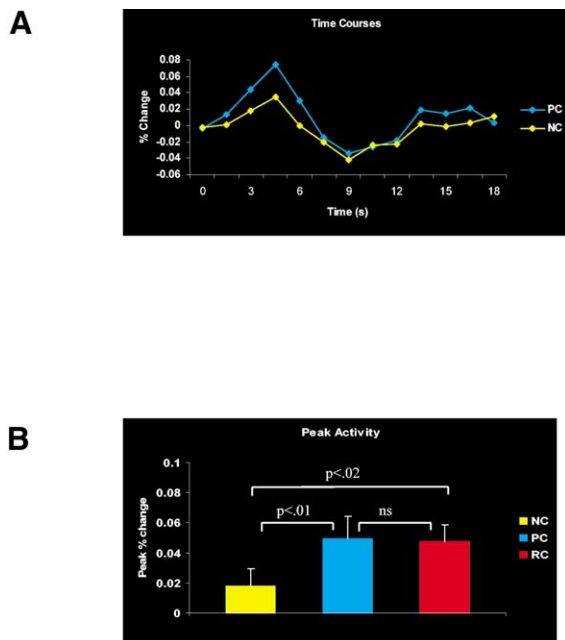 A
Time Courses
0.08
0.06
0.04
0.02
0
-0.02
-0.04
-0.06
% Change
0 3 6 9 12 15 18
Time (s)
PC
NC
B
Peak Activity
0.1
0.08
0.06
0.04
0.02
0
Peak % change
p<.02
p<.01 ns
NC
PC
RC